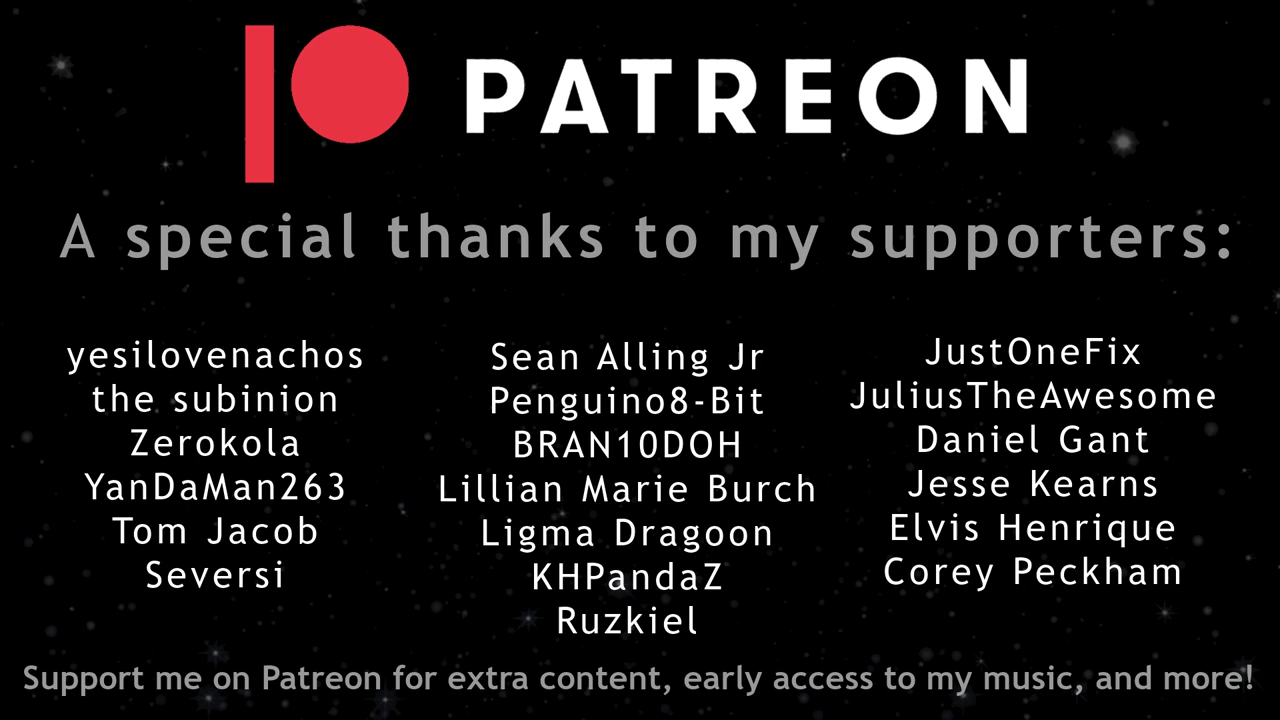 PATREON
A special thanks to my supporters:
yesilovenachos
the subinion
Zerokola
YanDaMan263
Tom Jacob
Seversi
Sean Alling Jr
Penguino8-Bit
BRAN10DOH
Lillian Marie Burch
Ligma Dragoon
KHPandaZ
Ruzkiel
JustOneFix
JuliusTheAwesome
Daniel Gant
Jesse Kearns
Elvis Henrique
Corey Peckham
Support me on Patreon for extra content, early access to my music, and more!